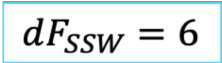 dF_SSW = 6